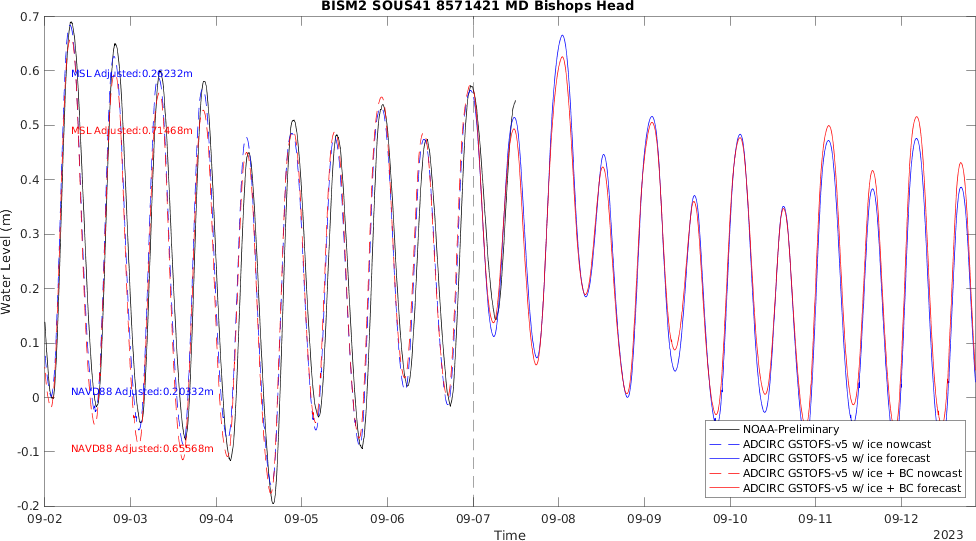 BISM2 SOUS41 8571421 MD Bishops Head
0.7
0.6
0.5
0.4
0.3
0.2
0.1
0
-0.1
-0.2
Water Level (m)
MSL Adjusted:0.26232m
MSL Adjusted:0.71468m
NAVD88 Adjusted:0.20332m
NAVD88 Adjusted:0.65568m
NOAA-Preliminary
ADCIRC GSTOFS-v5 w/ ice nowcast
ADCIRC GSTOFS-v5 w/ ice forecast
ADCIRC GSTOFS-v5 w/ ice + BC nowcast
ADCIRC GSTOFS-v5 w/ ice + BC forecast
09-02 09-03 09-04 09-05 09-06 09-07 09-08 09-09 09-10 09-11 09-12
Time
2023